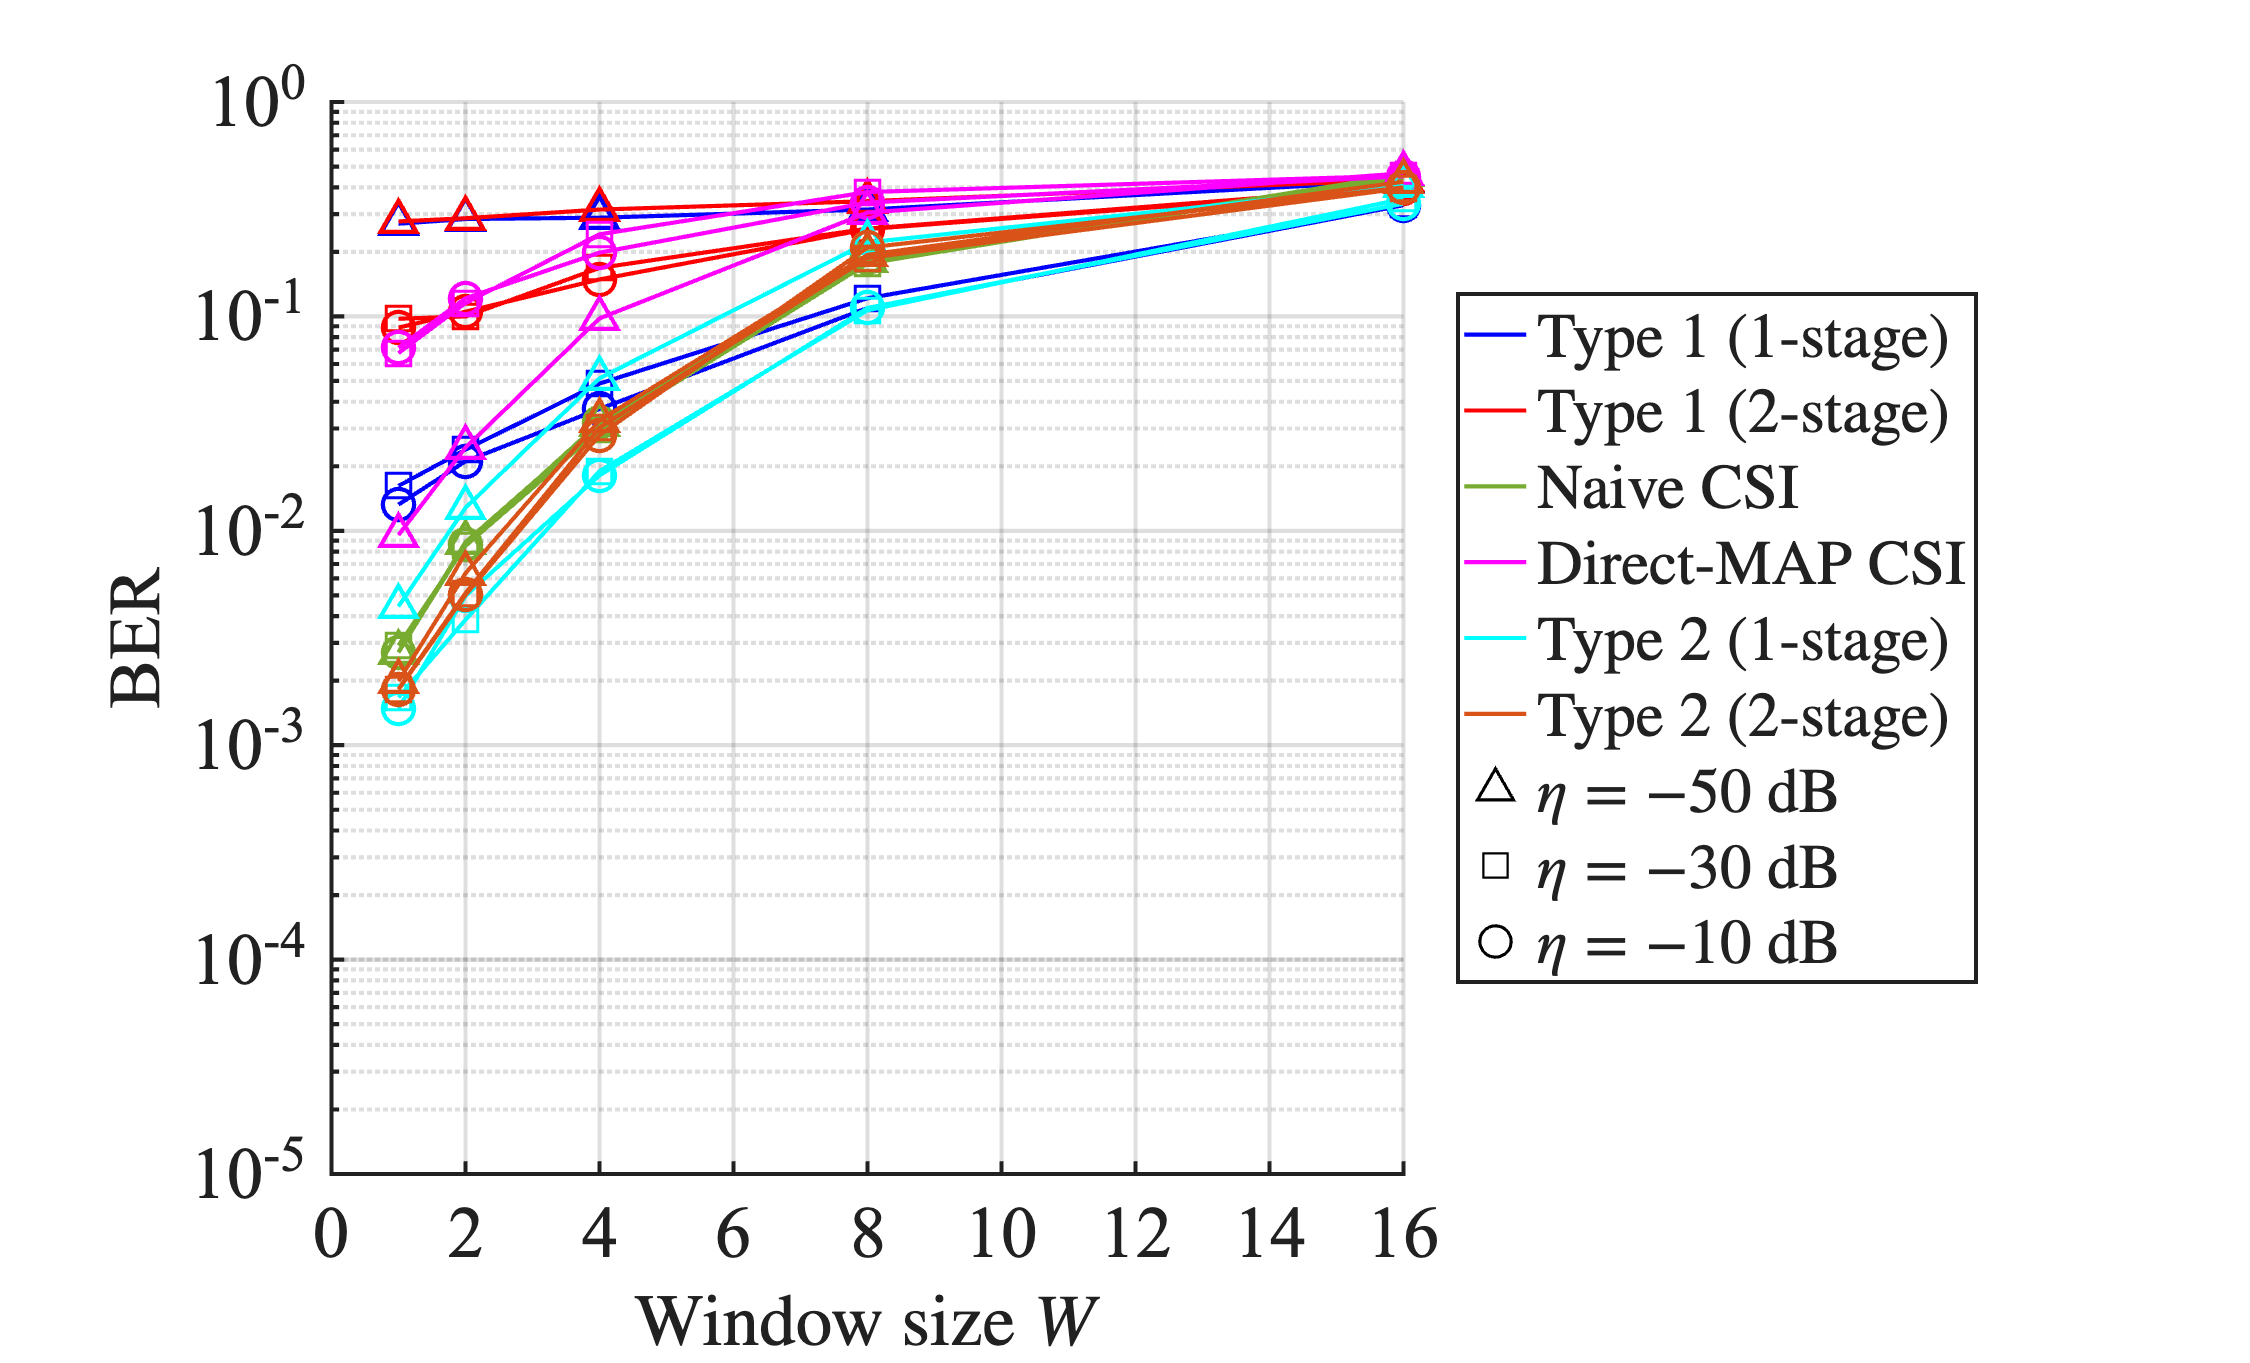 10^0
10^-1
10^-2
10^-3
10^-4
10^-5
BER
0 2 4 6 8 10 12 14 16
Window size W
Type 1 (1-stage)
Type 1 (2-stage)
Naive CSI
Direct-MAP CSI
Type 2 (1-stage)
Type 2 (2-stage)
η = −50 dB
η = −30 dB
η = −10 dB